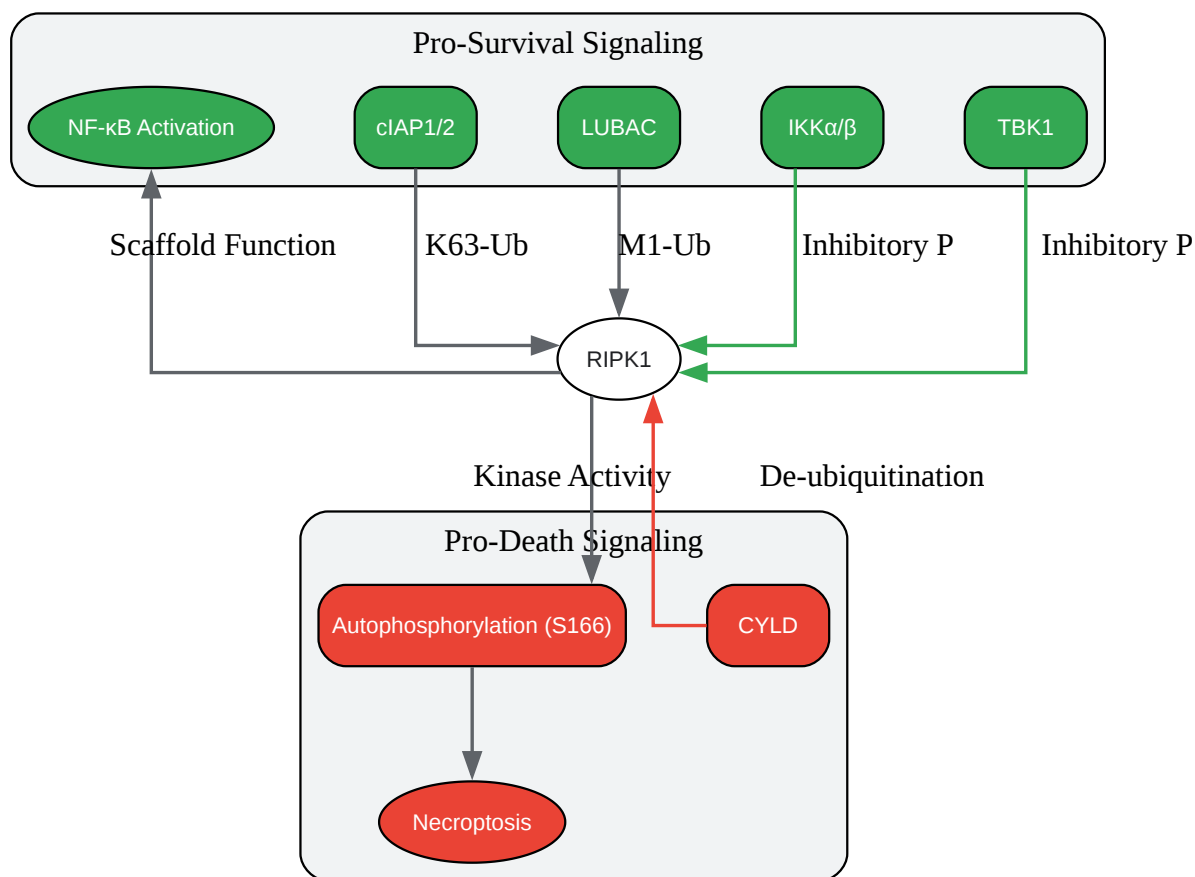 Pro-Survival Signaling
NF-κB Activation
cIAP1/2
LUBAC
IKKα/β
TBK1
Scaffold Function
K63-Ub
M1-Ub
Inhibitory P
Inhibitory P
RIPK1
Kinase Activity
De-ubiquitination
Pro-Death Signaling
Autophosphorylation (S166)
CYLD
Necroptosis